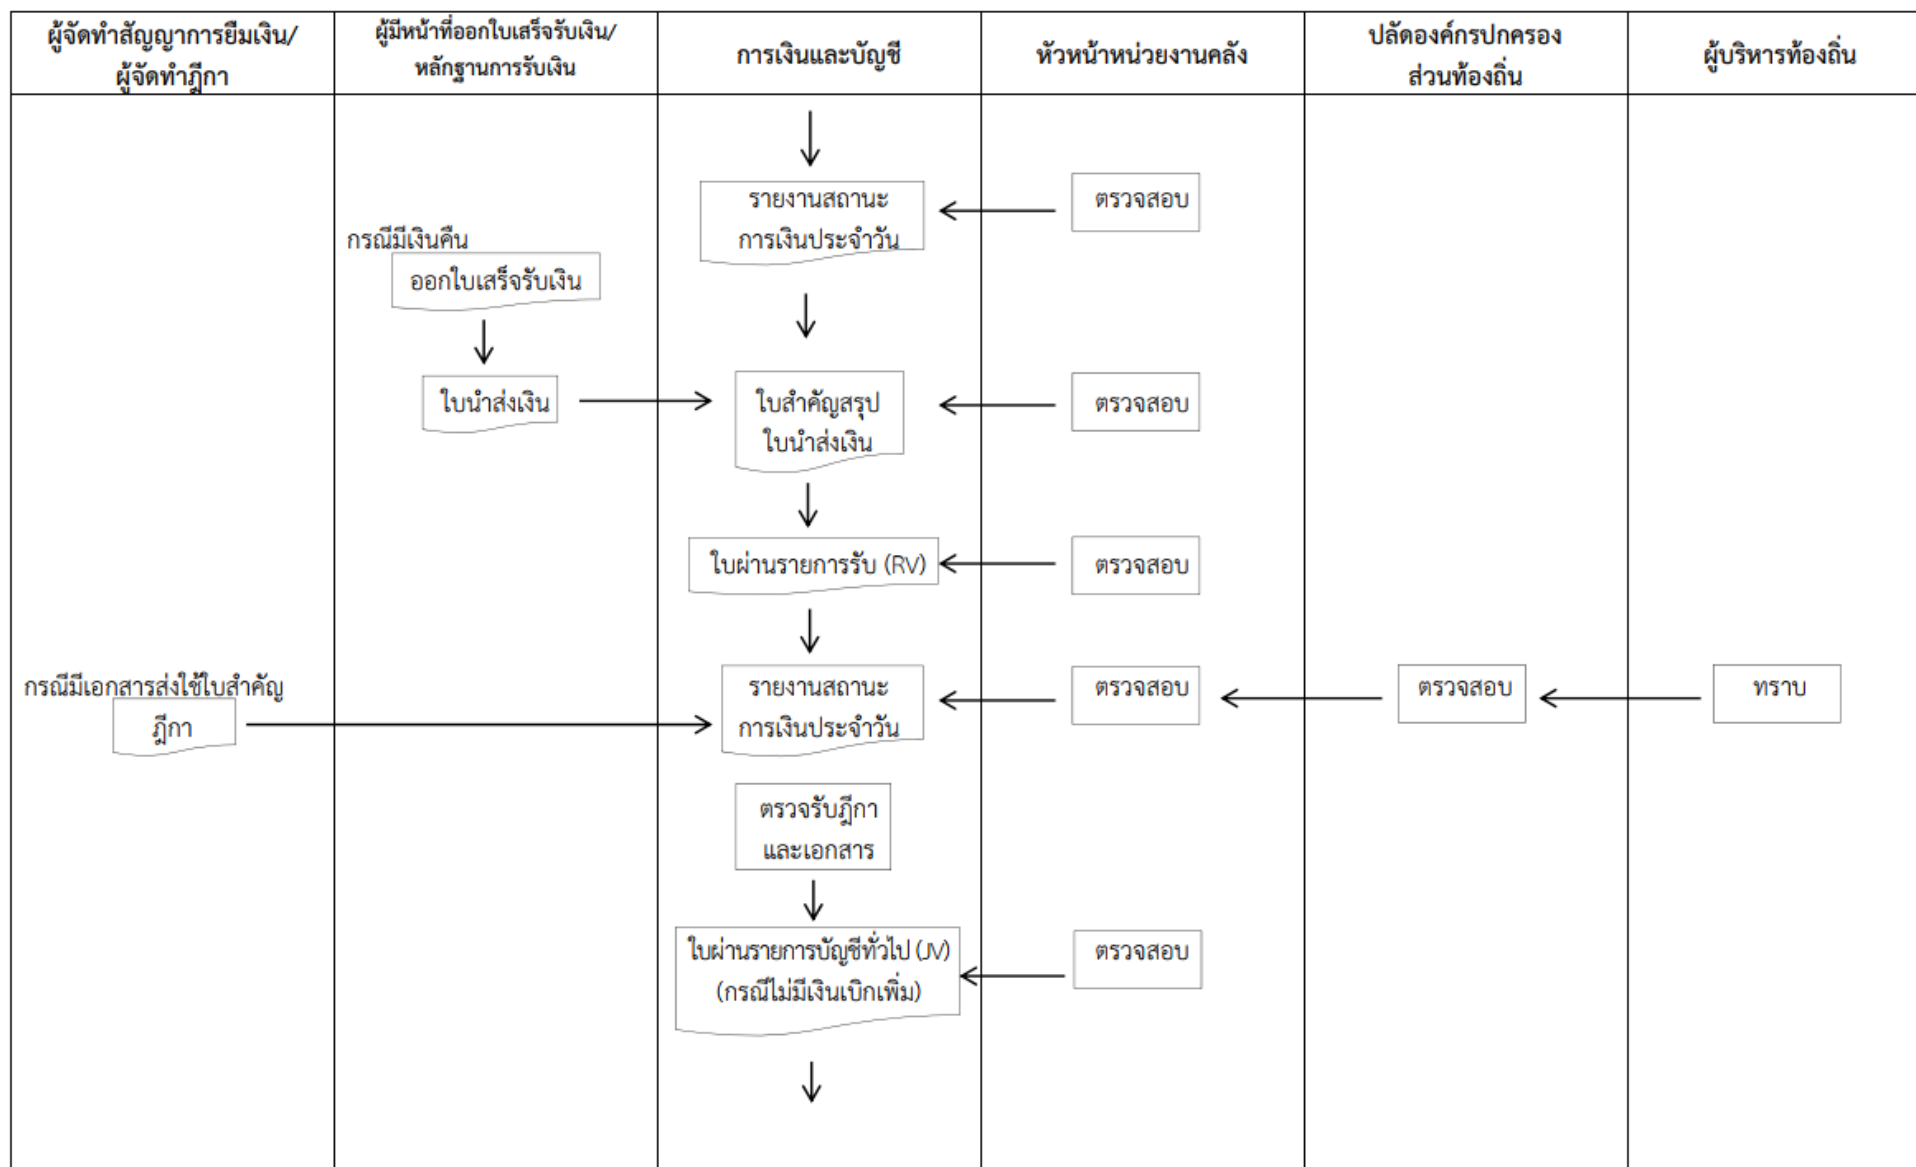 ผู้จัดทำสัญญาการยืมเงิน/
ผู้จัดทำฎีกา
ผู้มีหน้าที่ออกใบเสร็จรับเงิน/
หลักฐานการรับเงิน
การเงินและบัญชี
หัวหน้าหน่วยงานคลัง
ปลัดองค์กรปกครอง
ส่วนท้องถิ่น
ผู้บริหารท้องถิ่น
รายงานสถานะ
การเงินประจำวัน
ตรวจสอบ
กรณีมีเงินคืน
ออกใบเสร็จรับเงิน
ใบนำส่งเงิน
ใบสำคัญสรุป
ใบนำส่งเงิน
ตรวจสอบ
ใบผ่านรายการรับ (RV)
ตรวจสอบ
กรณีมีเอกสารส่งใช้ใบสำคัญ
ฎีกา
รายงานสถานะ
การเงินประจำวัน
ตรวจสอบ
ตรวจสอบ
ทราบ
ตรวจรับฎีกา
และเอกสาร
ใบผ่านรายการบัญชีทั่วไป (JV)
(กรณีไม่มีเงินเบิกเพิ่ม)
ตรวจสอบ